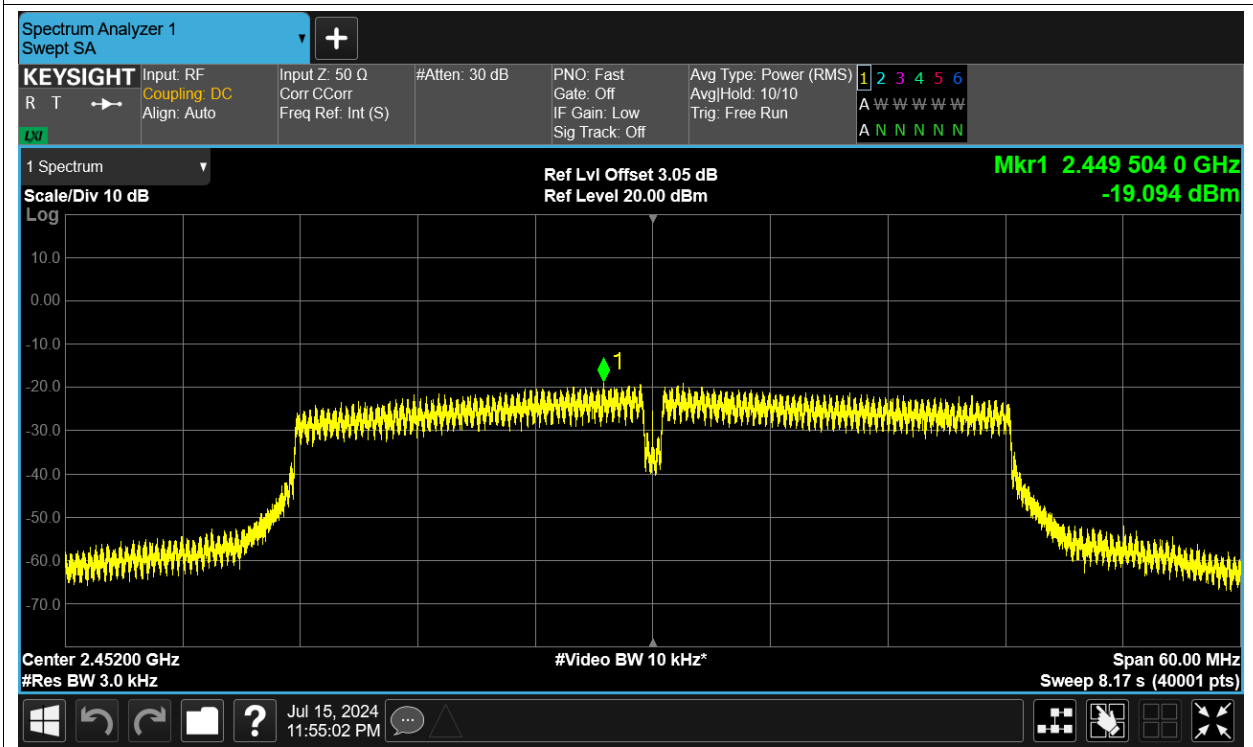 Spectrum Analyzer 1
Swept SA
KEYSIGHT
R T
LXI
Input: RF
Coupling: DC
Align: Auto
Input Z: 50 Ω
Corr CCorr
Freq Ref: Int (S)
#Atten: 30 dB
PNO: Fast
Gate: Off
IF Gain: Low
Sig Track: Off
Avg Type: Power (RMS)
Avg|Hold: 10/10
Trig: Free Run
1 2 3 4 5 6
A W W W W W
A N N N N N
1 Spectrum
Scale/Div 10 dB
Log
Ref Lvl Offset 3.05 dB
Ref Level 20.00 dBm
Mkr1 2.449 504 0 GHz
-19.094 dBm
10.0
0.00
-10.0
-20.0
-30.0
-40.0
-50.0
-60.0
-70.0
1
Center 2.45200 GHz
#Res BW 3.0 kHz
#Video BW 10 kHz*
Span 60.00 MHz
Sweep 8.17 s (40001 pts)
?
Jul 15, 2024
11:55:02 PM